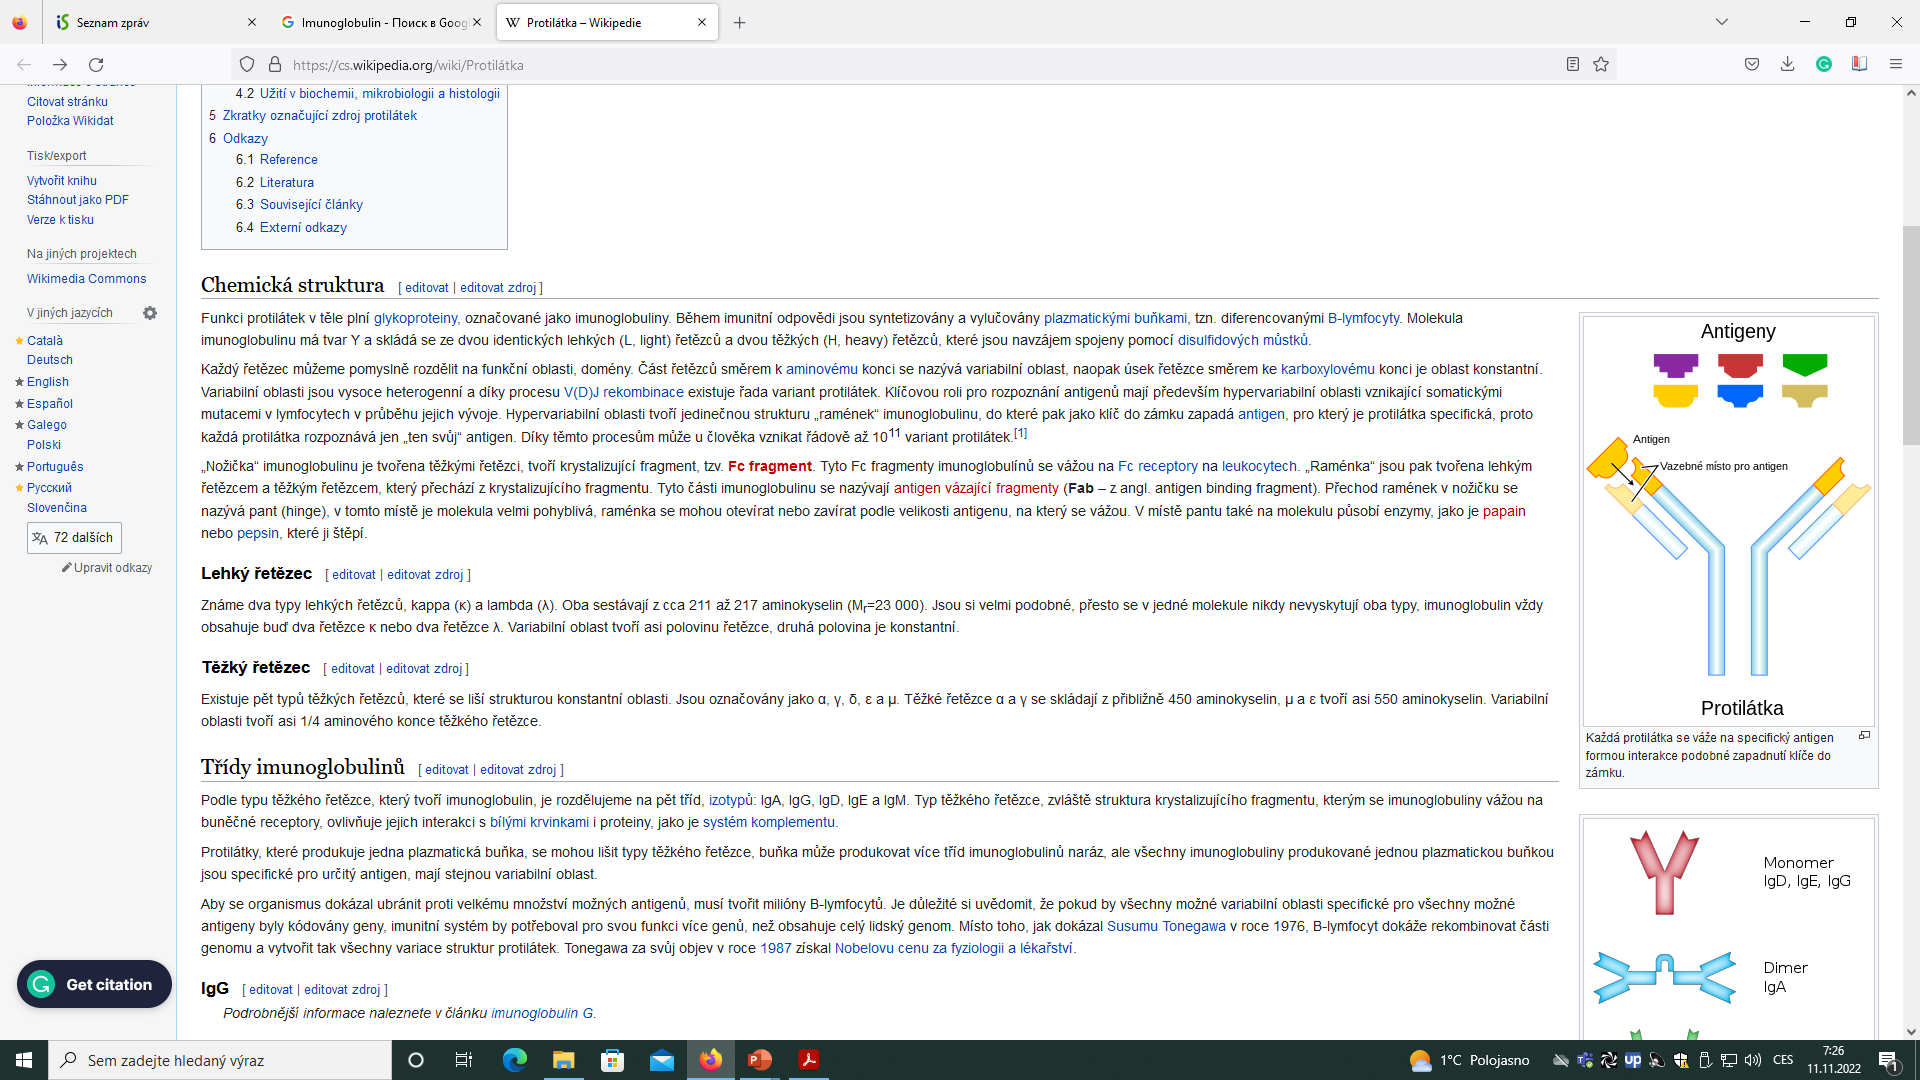 Seznam zpráv
Imunoglobulin - Поиск в Goog
Protilátka – Wikipedie
https://cs.wikipedia.org/wiki/Protilátka
Citovat stránku
Položka Wikidat
Tisk/export
Vytvořit knihu
Stáhnout jako PDF
Verze k tisku
Na jiných projektech
Wikimedia Commons
V jiných jazycích
Català
Deutsch
English
Español
Galego
Polski
Português
Русский
Slovenčina
72 dalších
Upravit odkazy
4.2 Užití v biochemii, mikrobiologii a histologii
5 Zkratky označující zdroj protilátek
6 Odkazy
6.1 Reference
6.2 Literatura
6.3 Související články
6.4 Externí odkazy
Chemická struktura [ editovat | editovat zdroj ]
Funkci protilátek v těle plní glykoproteiny, označované jako imunoglobuliny. Během imunitní odpovědi jsou syntetizovány a vylučovány plazmatickými buňkami, tzn. diferencovanými B-lymfocyty. Molekula
imunoglobulinu má tvar Y a skládá se ze dvou identických lehkých (L, light) řetězců a dvou těžkých (H, heavy) řetězců, které jsou navzájem spojeny pomocí disulfidových můstků.
Každý řetězec můžeme pomyslně rozdělit na funkční oblasti, domény. Část řetězců směrem k aminovému konci se nazývá variabilní oblast, naopak úsek řetězce směrem ke karboxylovému konci je oblast konstantní.
Variabilní oblasti jsou vysoce heterogenní a díky procesu V(D)J rekombinace existuje řada variant protilátek. Klíčovou roli pro rozpoznání antigenů mají především hypervariabilní oblasti vznikající somatickými
mutacemi v lymfocytech v průběhu jejich vývoje. Hypervariabilní oblasti tvoří jedinečnou strukturu „ramének“ imunoglobulinu, do které pak jako klíč do zámku zapadá antigen, pro který je protilátka specifická, proto
každá protilátka rozpoznává jen „ten svůj“ antigen. Díky těmto procesům může u člověka vznikat řádově až 10¹¹ variant protilátek.[1]
„Nožička“ imunoglobulinu je tvořena těžkými řetězci, tvoří krystalizující fragment, tzv. Fc fragment. Tyto Fc fragmenty imunoglobulínů se vážou na Fc receptory na leukocytech. „Raménka“ jsou pak tvořena lehkým
řetězcem a těžkým řetězcem, který přechází z krystalizujícího fragmentu. Tyto části imunoglobulinu se nazývají antigen vázající fragmenty (Fab – z angl. antigen binding fragment). Přechod ramének v nožičku se
nazývá pant (hinge), v tomto místě je molekula velmi pohyblivá, raménka se mohou otevírat nebo zavírat podle velikosti antigenu, na který se vážou. V místě pantu také na molekulu působí enzymy, jako je papain
nebo pepsin, které ji štěpí.
Lehký řetězec [ editovat | editovat zdroj ]
Známe dva typy lehkých řetězců, kappa (κ) a lambda (λ). Oba sestávají z cca 211 až 217 aminokyselin (Mr=23 000). Jsou si velmi podobné, přesto se v jedné molekule nikdy nevyskytují oba typy, imunoglobulin vždy
obsahuje buď dva řetězce κ nebo dva řetězce λ. Variabilní oblast tvoří asi polovinu řetězce, druhá polovina je konstantní.
Těžký řetězec [ editovat | editovat zdroj ]
Existuje pět typů těžkých řetězců, které se liší strukturou konstantní oblasti. Jsou označovány jako α, γ, δ, ε a μ. Těžké řetězce α a γ se skládají z přibližně 450 aminokyselin, μ a ε tvoří asi 550 aminokyselin. Variabilní
oblasti tvoří asi 1/4 aminového konce těžkého řetězce.
Třídy imunoglobulinů [ editovat | editovat zdroj ]
Podle typu těžkého řetězce, který tvoří imunoglobulin, je rozdělujeme na pět tříd, izotypů: IgA, IgG, IgD, IgE a IgM. Typ těžkého řetězce, zvláště struktura krystalizujícího fragmentu, kterým se imunoglobuliny vážou na
buněčné receptory, ovlivňuje jejich interakci s bílými krvinkami i proteiny, jako je systém komplementu.
Protilátky, které produkuje jedna plazmatická buňka, se mohou lišit typy těžkého řetězce, buňka může produkovat více tříd imunoglobulinů naráz, ale všechny imunoglobuliny produkované jednou plazmatickou buňkou
jsou specifické pro určitý antigen, mají stejnou variabilní oblast.
Aby se organismus dokázal ubránit proti velkému množství možných antigenů, musí tvořit milióny B-lymfocytů. Je důležité si uvědomit, že pokud by všechny možné variabilní oblasti specifické pro všechny možné
antigeny byly kódovány geny, imunitní systém by potřeboval pro svou funkci více genů, než obsahuje celý lidský genom. Místo toho, jak dokázal Susumu Tonegawa v roce 1976, B-lymfocyt dokáže rekombinovat části
genomu a vytvořit tak všechny variace struktur protilátek. Tonegawa za svůj objev v roce 1987 získal Nobelovu cenu za fyziologii a lékařství.
IgG [ editovat | editovat zdroj ]
Podrobnější informace naleznete v článku imunoglobulin G.
Antigeny
Antigen
Vazebné místo pro antigen
Protilátka
Každá protilátka se váže na specifický antigen
formou interakce podobné zapadnutí klíče do
zámku.
Monomer
IgD, IgE, IgG
Dimer
IgA
Get citation
Sem zadejte hledaný výraz
1°C Polojasno
CES
7:26
11.11.2022
1